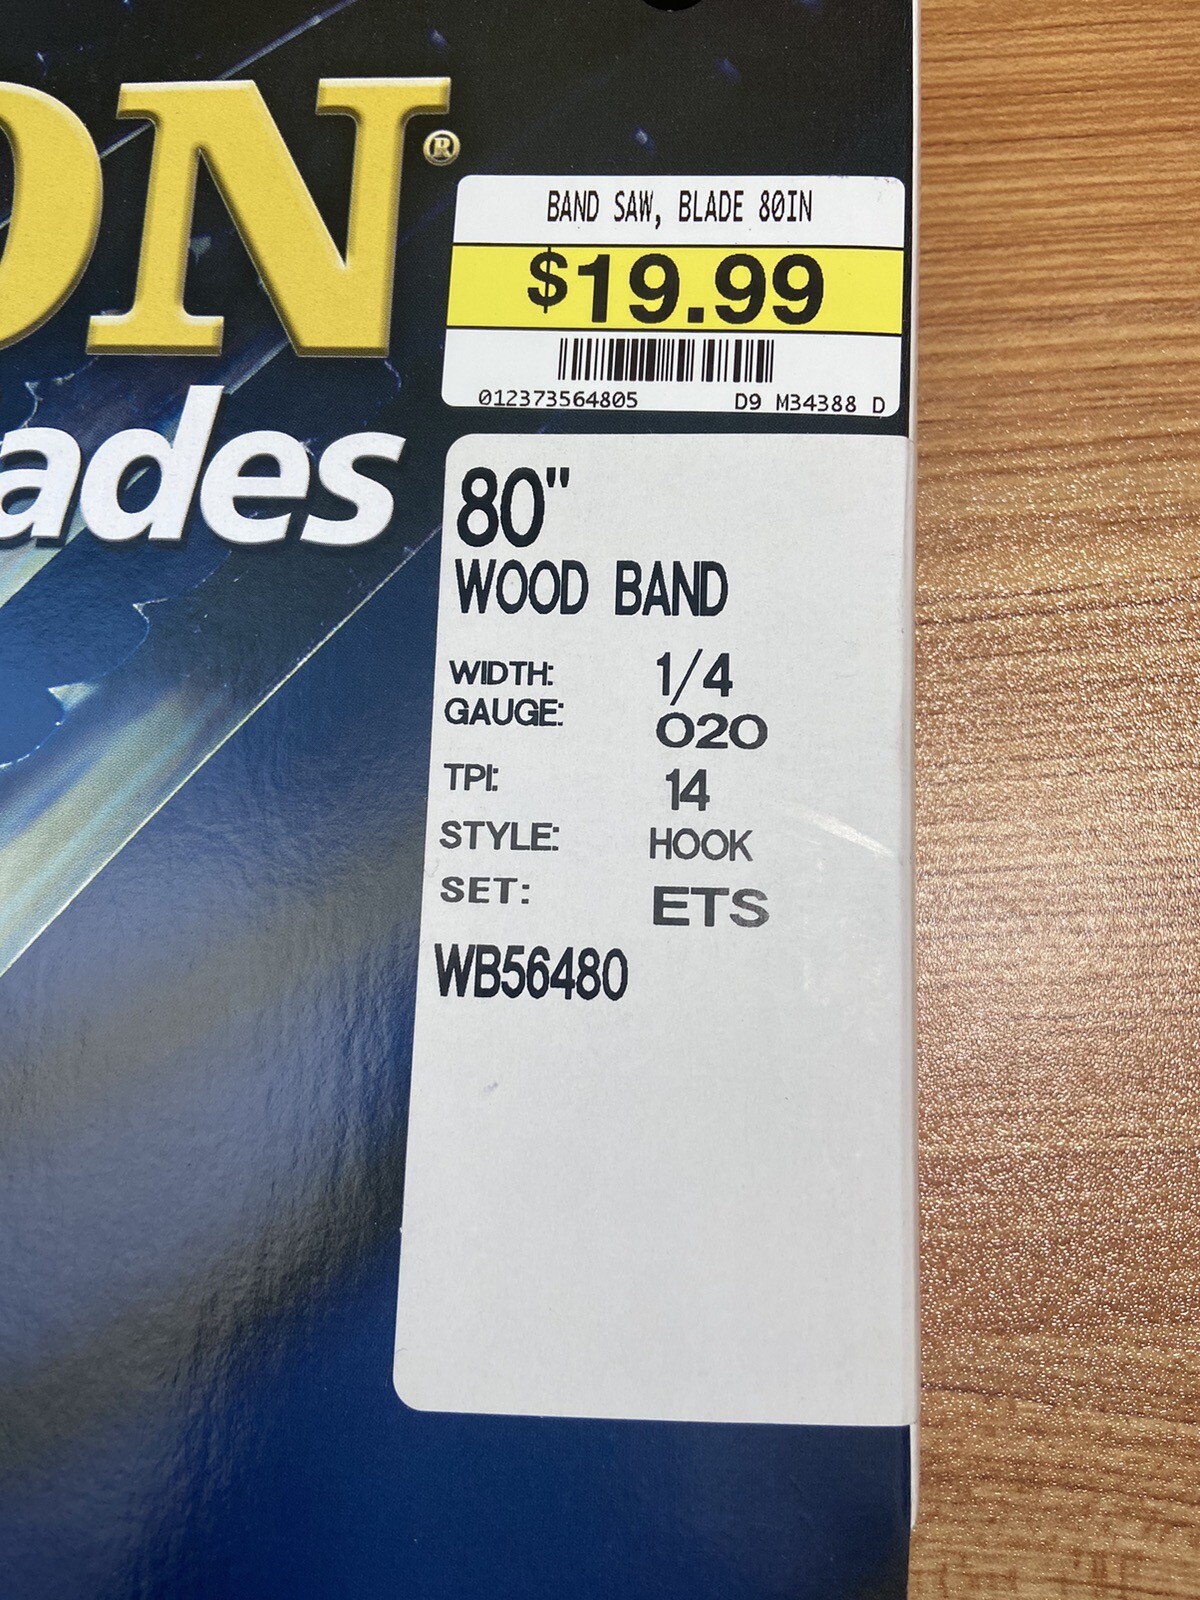 ON®
ades
BAND SAW, BLADE 80IN
$19.99
012373564805 D9 M34388 D
80"
WOOD BAND
WIDTH: 1/4
GAUGE: 020
TPI: 14
STYLE: HOOK
SET: ETS
WB56480